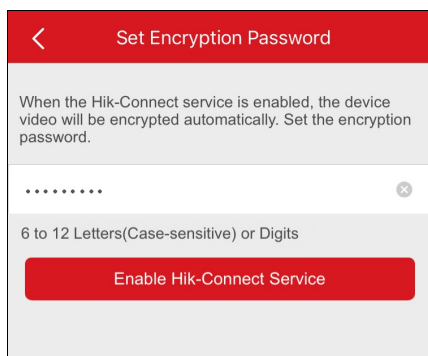 Set Encryption Password
When the Hik-Connect service is enabled, the device
video will be encrypted automatically. Set the encryption
password.
•••••••••
6 to 12 Letters(Case-sensitive) or Digits
Enable Hik-Connect Service